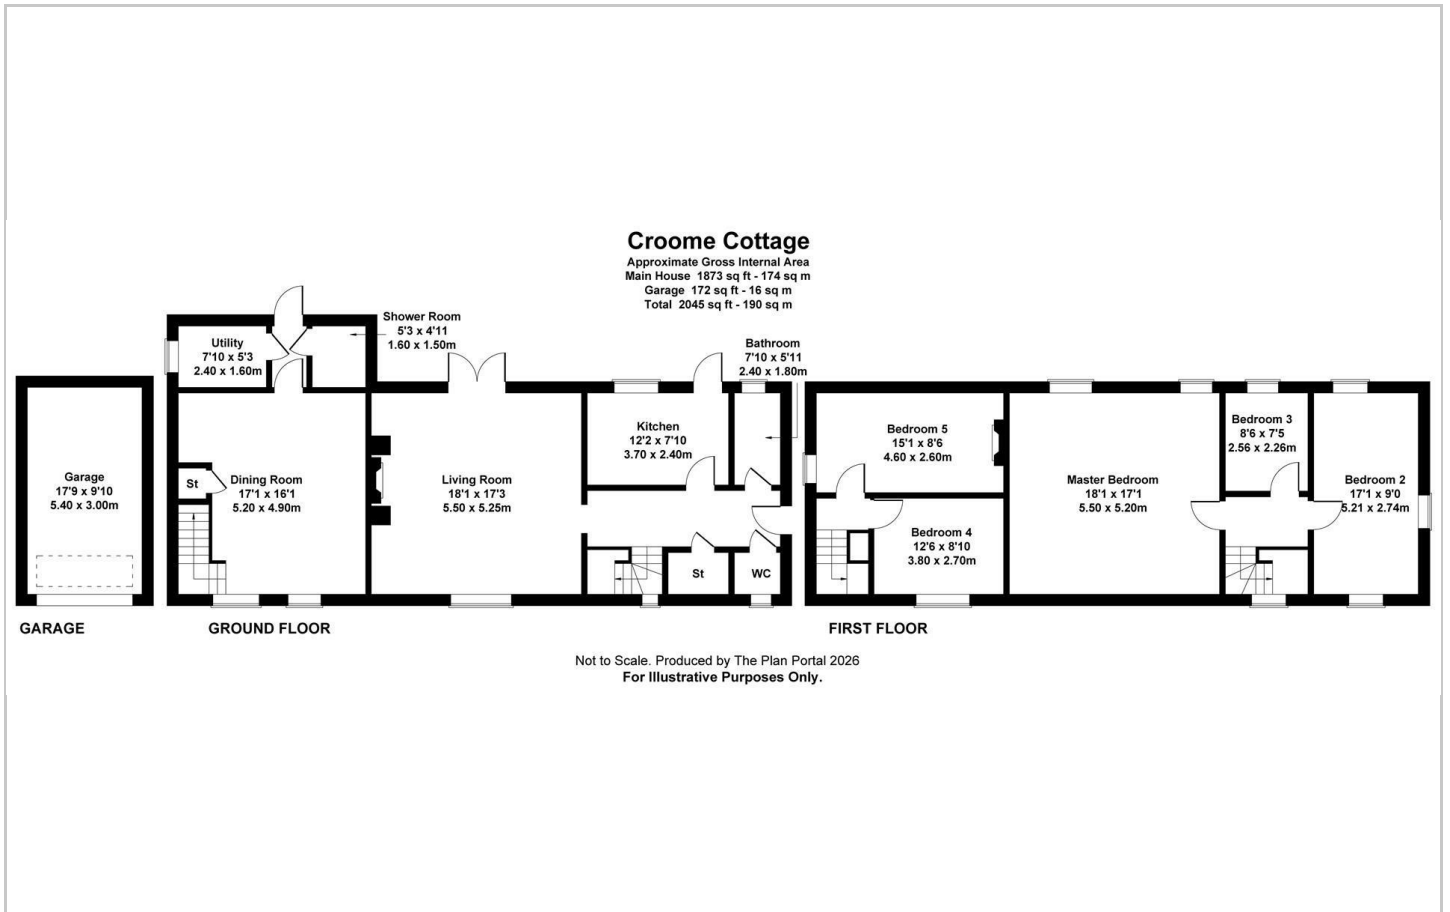 Croome Cottage
Approximate Gross Internal Area
Main House 1873 sq ft - 174 sq m
Garage 172 sq ft - 16 sq m
Total 2045 sq ft - 190 sq m
Shower Room
5'3 x 4'11
1.60 x 1.50m
Utility
7'10 x 5'3
2.40 x 1.60m
Bathroom
7'10 x 5'11
2.40 x 1.80m
Garage
17'9 x 9'10
5.40 x 3.00m
St
Dining Room
17'1 x 16'1
5.20 x 4.90m
Living Room
18'1 x 17'3
5.50 x 5.25m
Kitchen
12'2 x 7'10
3.70 x 2.40m
St
WC
Bedroom 5
15'1 x 8'6
4.60 x 2.60m
Bedroom 4
12'6 x 8'10
3.80 x 2.70m
Master Bedroom
18'1 x 17'1
5.50 x 5.20m
Bedroom 3
8'6 x 7'5
2.56 x 2.26m
Bedroom 2
17'1 x 9'0
5.21 x 2.74m
GARAGE
GROUND FLOOR
FIRST FLOOR
Not to Scale. Produced by The Plan Portal 2026
For Illustrative Purposes Only.